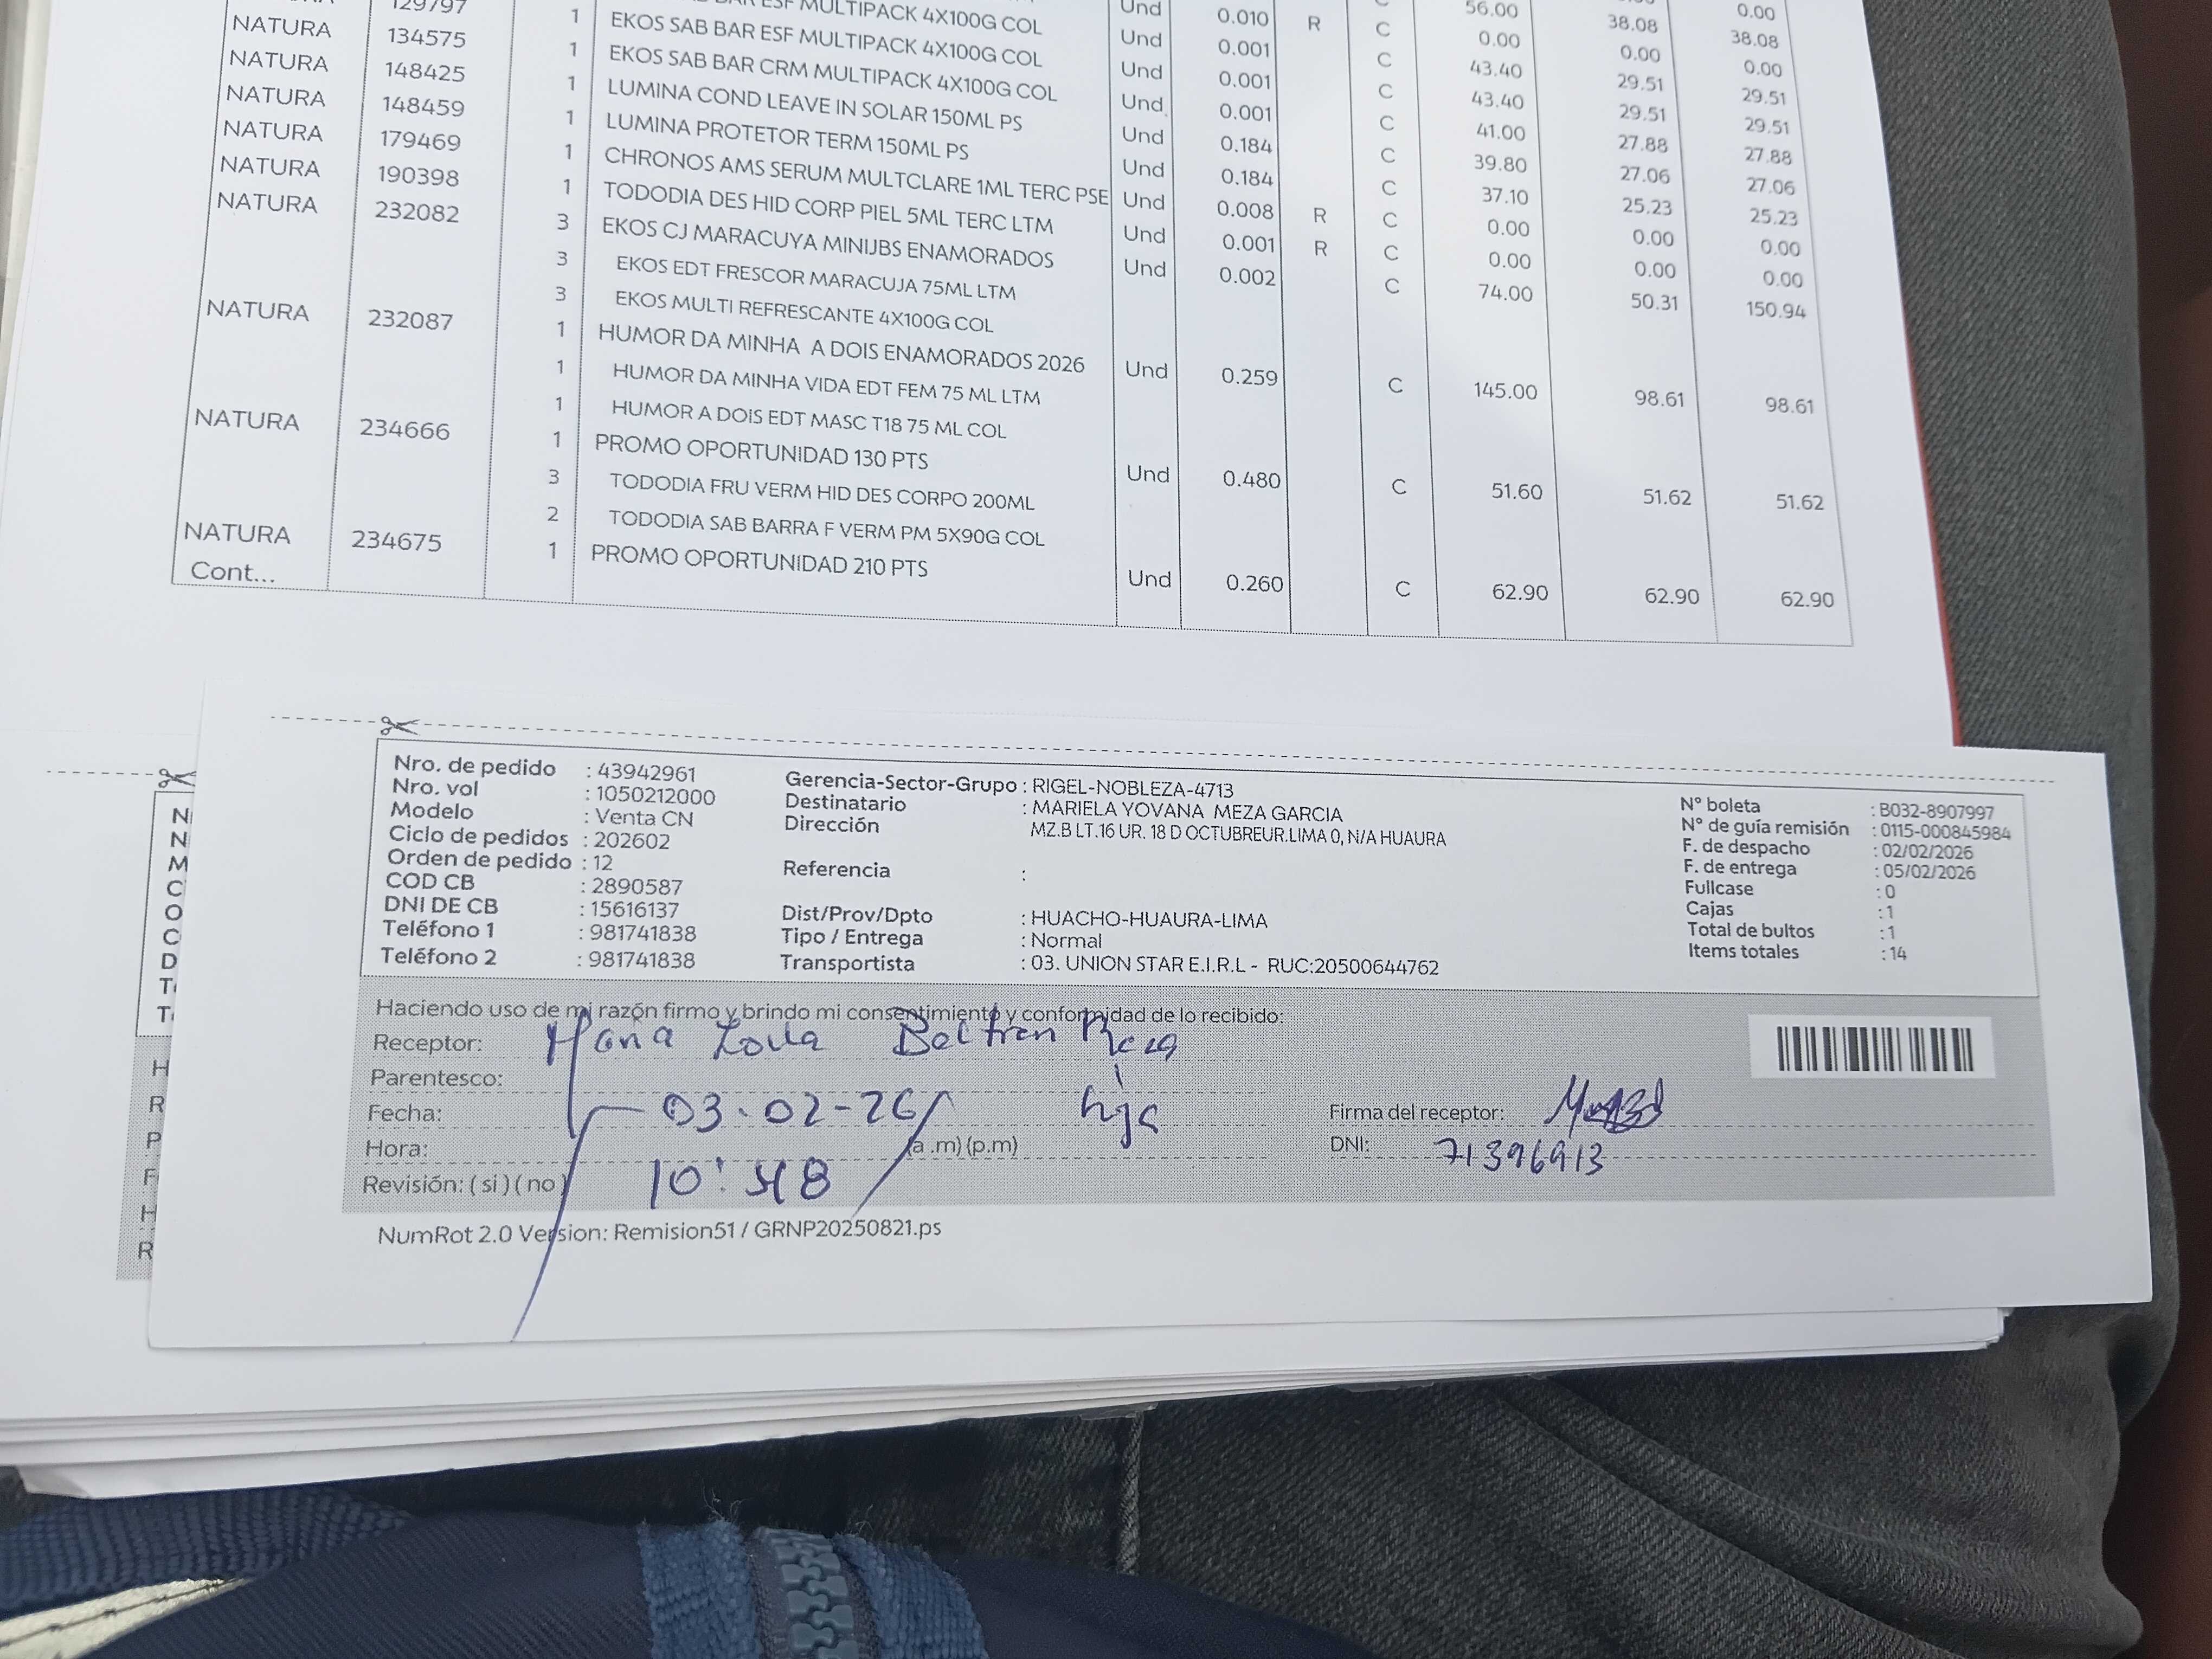 129797 1 MULTIPACK 4X100G COL Und 0.010 R C 56.00 38.08 38.08
NATURA 134575 1 EKOS SAB BAR ESF MULTIPACK 4X100G COL Und 0.001 C 0.00 0.00 0.00
NATURA 148425 1 EKOS SAB BAR CRM MULTIPACK 4X100G COL Und 0.001 C 43.40 29.51 29.51
NATURA 148459 1 LUMINA COND LEAVE IN SOLAR 150ML PS Und 0.184 C 41.00 27.88 27.88
NATURA 179469 1 LUMINA PROTETOR TERM 150ML PS Und 0.184 C 39.80 27.06 27.06
NATURA 190398 1 CHRONOS AMS SERUM MULTCLARE 1ML TERC PSE Und 0.008 R C 37.10 25.23 25.23
NATURA 232082 1 TODODIA DES HID CORP PIEL 5ML TERC LTM Und 0.001 R C 0.00 0.00 0.00
3 EKOS CJ MARACUYA MINIJBS ENAMORADOS Und 0.002 C 74.00 50.31 150.94
3 EKOS EDT FRESCOR MARACUJA 75ML LTM
3 EKOS MULTI REFRESCANTE 4X100G COL
NATURA 232087 1 HUMOR DA MINHA A DOIS ENAMORADOS 2026 Und 0.259 C 145.00 98.61 98.61
1 HUMOR DA MINHA VIDA EDT FEM 75 ML LTM
1 HUMOR A DOIS EDT MASC T18 75 ML COL
NATURA 234666 1 PROMO OPORTUNIDAD 130 PTS Und 0.480 C 51.60 51.62 51.62
3 TODODIA FRU VERM HID DES CORPO 200ML
2 TODODIA SAB BARRA F VERM PM 5X90G COL
NATURA 234675 1 PROMO OPORTUNIDAD 210 PTS Und 0.260 C 62.90 62.90 62.90
Cont...
Nro. de pedido : 43942961
Nro. vol : 1050212000
Modelo : Venta CN
Ciclo de pedidos : 202602
Orden de pedido : 12
COD CB : 2890587
DNI DE CB : 15616137
Teléfono 1 : 981741838
Teléfono 2 : 981741838
Gerencia-Sector-Grupo : RIGEL-NOBLEZA-4713
Destinatario : MARIELA YOVANA MEZA GARCIA
Dirección MZ.B LT.16 UR. 18 D OCTUBREUR.LIMA 0, N/A HUAURA
Referencia :
Dist/Prov/Dpto : HUACHO-HUAURA-LIMA
Tipo / Entrega : Normal
Transportista : 03. UNION STAR E.I.R.L - RUC:20500644762
N° boleta : B032-8907997
N° de guía remisión : 0115-000845984
F. de despacho : 02/02/2026
F. de entrega : 05/02/2026
Fullcase : 0
Cajas : 1
Total de bultos : 1
Items totales : 14
Haciendo uso de mi razón firmo y brindo mi consentimiento y conformidad de lo recibido:
Receptor: Beltran
Parentesco: hija
Fecha: 03-02-26
Hora: 10:48 (a .m) (p.m)
Revisión: ( si ) ( no )
Firma del receptor:
DNI: 71396913
NumRot 2.0 Version: Remision51 / GRNP20250821.ps